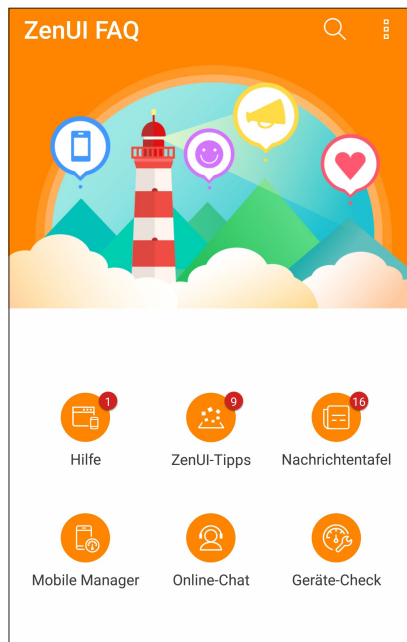 ZenUI FAQ
1
9
16
Hilfe
ZenUI-Tipps
Nachrichtentafel
Mobile Manager
Online-Chat
Geräte-Check